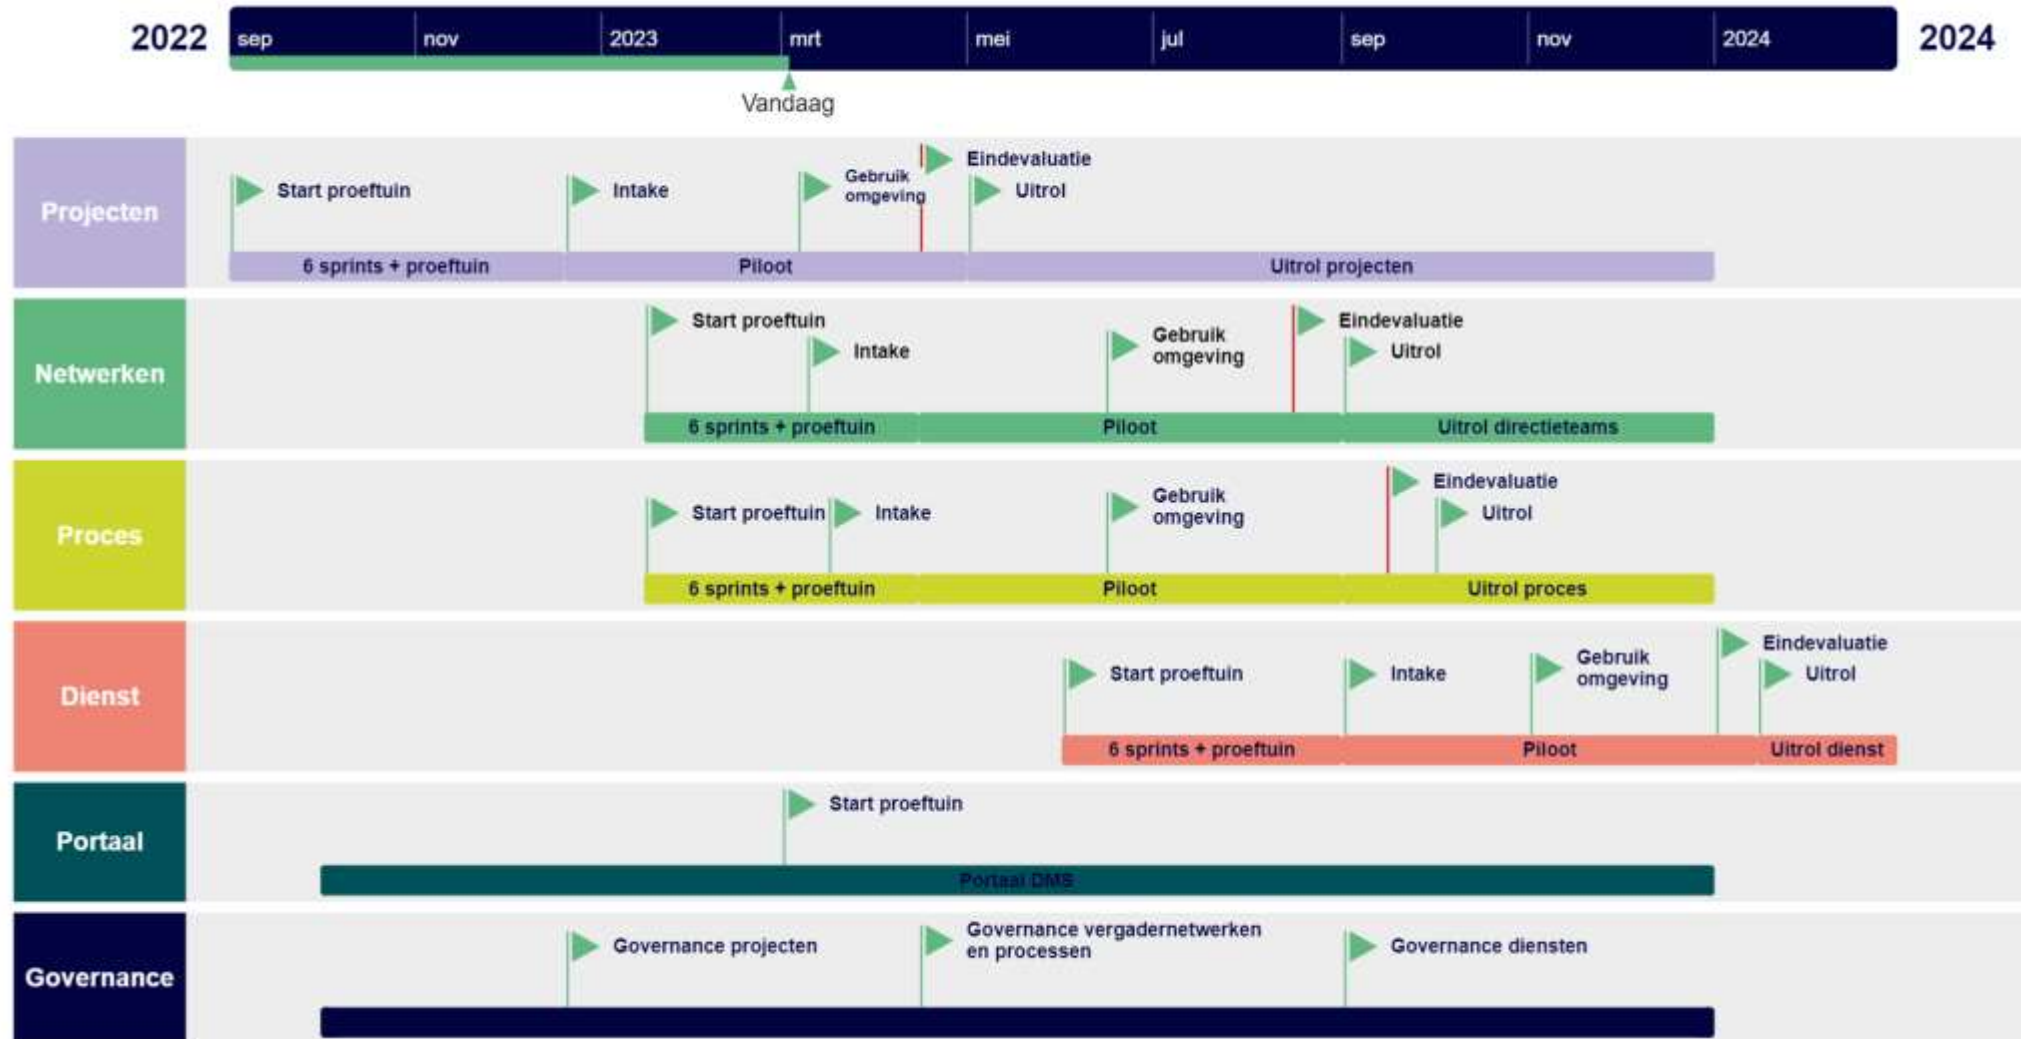 2022 sep nov 2023 mrt mei jul sep nov 2024 2024
Vandaag
Projecten
Start proeftuin
Intake
Gebruik
omgeving
Eindevaluatie
Uitrol
6 sprints + proeftuin
Piloot
Uitrol projecten
Netwerken
Start proeftuin
Intake
Gebruik
omgeving
Eindevaluatie
Uitrol
6 sprints + proeftuin
Piloot
Uitrol directieteams
Proces
Start proeftuin
Intake
Gebruik
omgeving
Eindevaluatie
Uitrol
6 sprints + proeftuin
Piloot
Uitrol proces
Dienst
Start proeftuin
Intake
Gebruik
omgeving
Eindevaluatie
Uitrol
6 sprints + proeftuin
Piloot
Uitrol dienst
Portaal
Start proeftuin
Portaal DMS
Governance
Governance projecten
Governance vergadernetwerken
en processen
Governance diensten